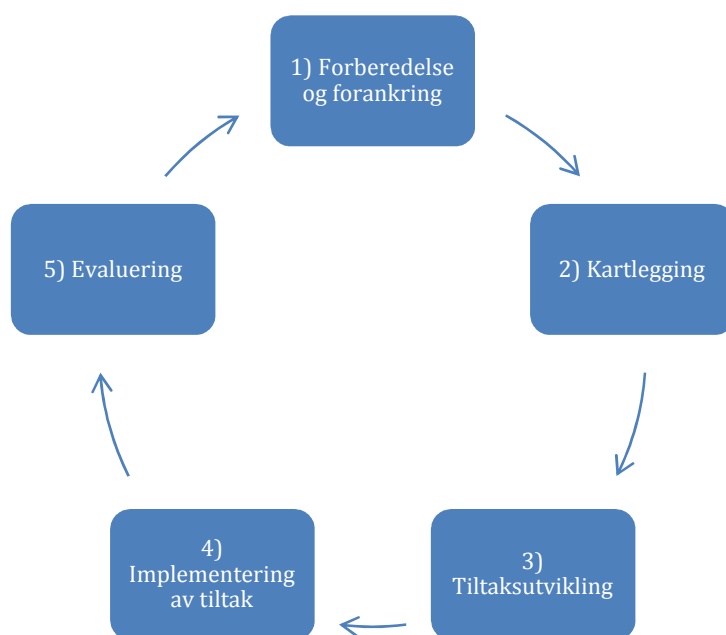 1) Forberedelse
og forankring
2) Kartlegging
3)
Tiltaksutvikling
4)
Implementering
av tiltak
5) Evaluering